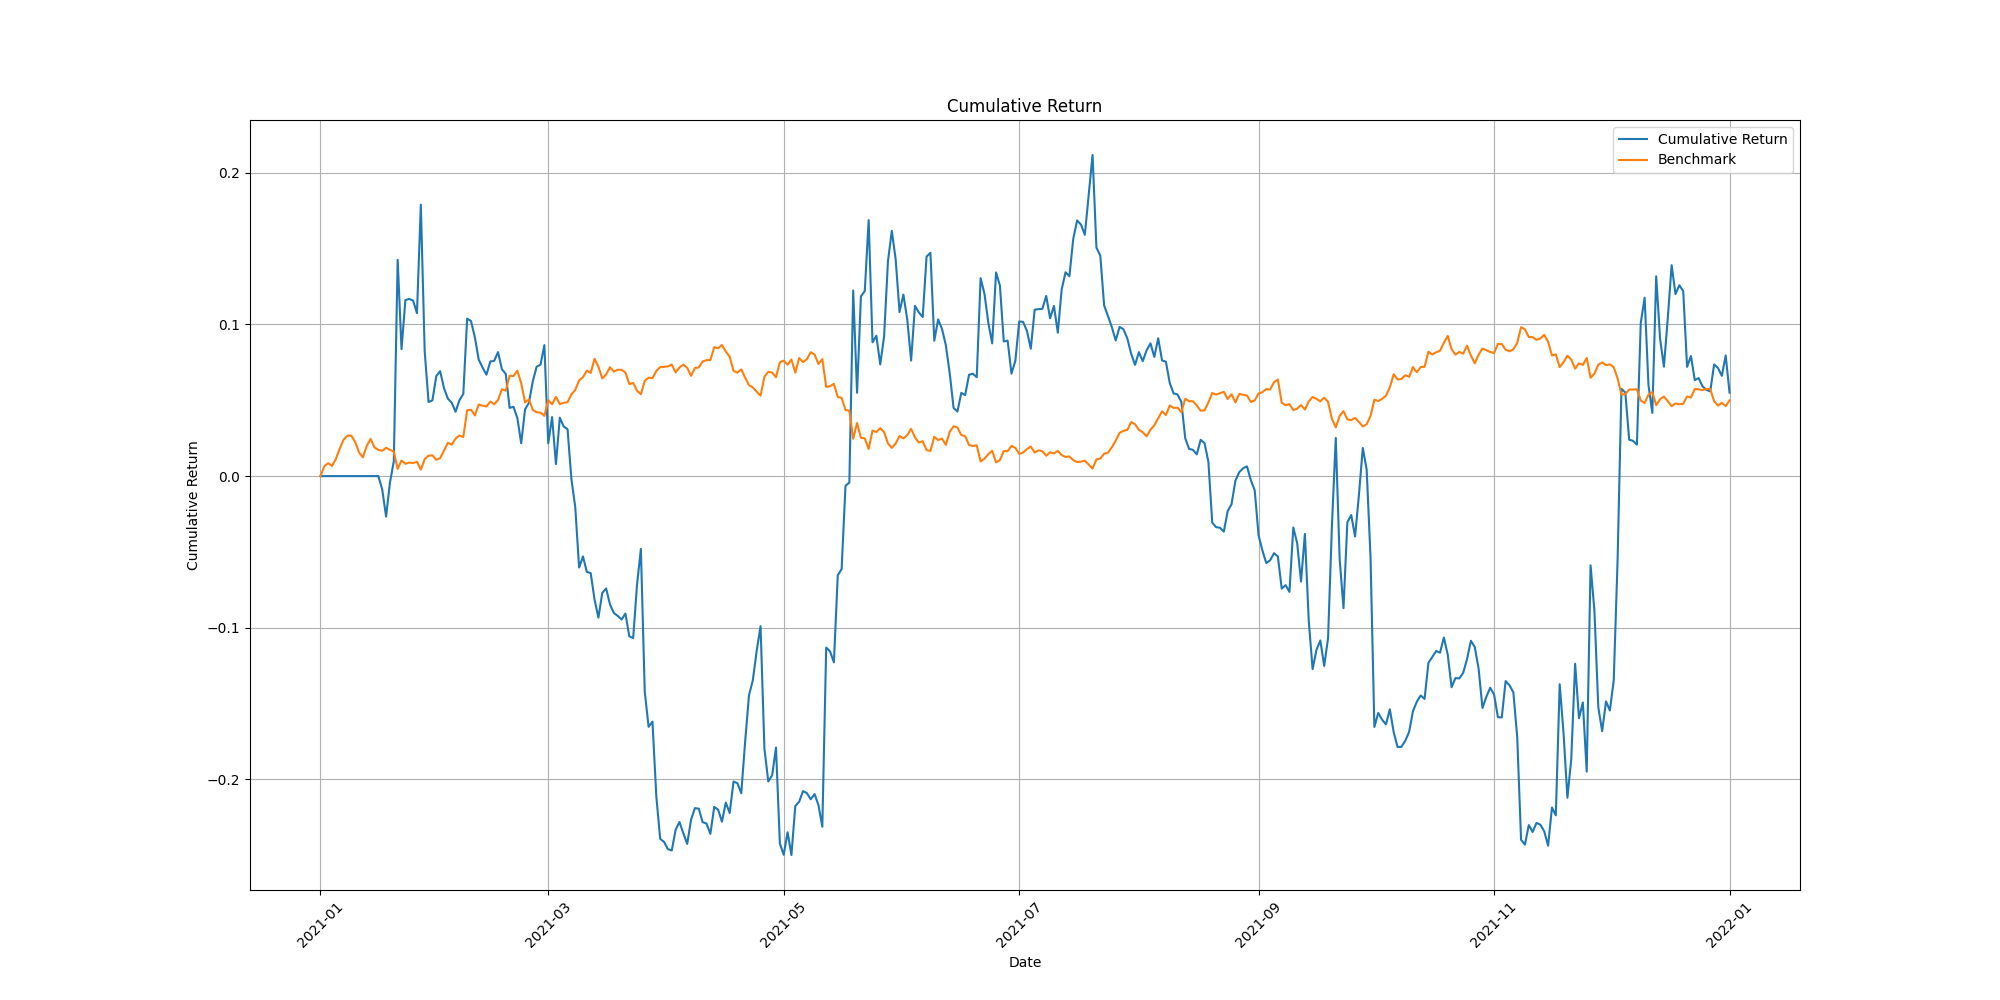 Cumulative Return
Cumulative Return
Benchmark
0.2
0.1
0.0
−0.1
−0.2
Cumulative Return
2021-01
2021-03
2021-05
2021-07
2021-09
2021-11
2022-01
Date